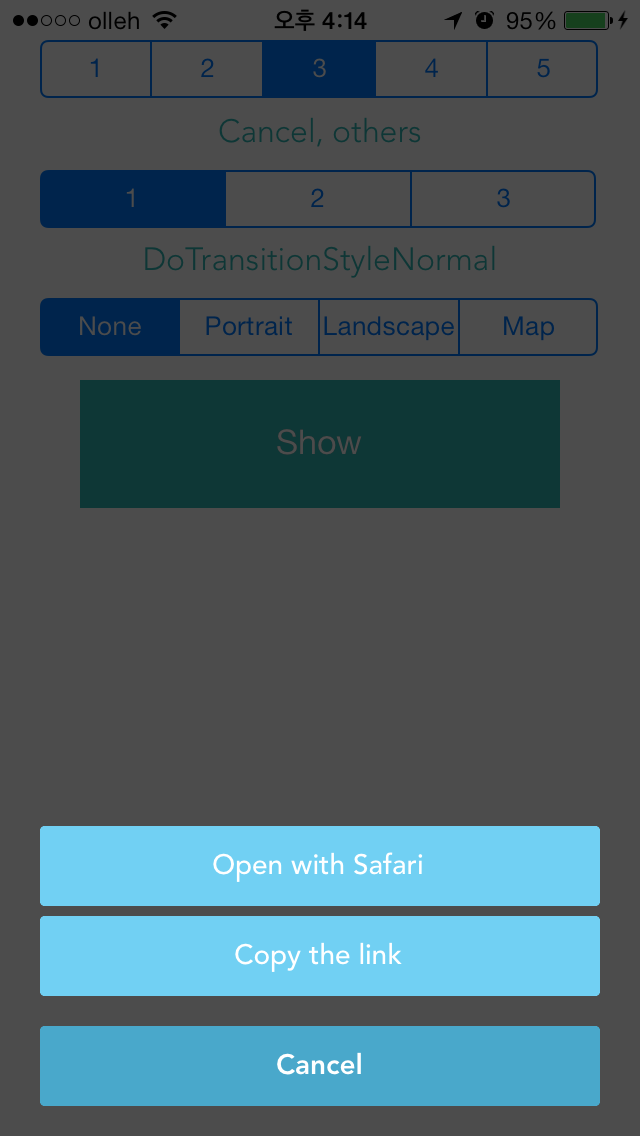 olleh 오후 4:14 95%
1 2 3 4 5
Cancel, others
1 2 3
DoTransitionStyleNormal
None Portrait Landscape Map
Show
Open with Safari
Copy the link
Cancel